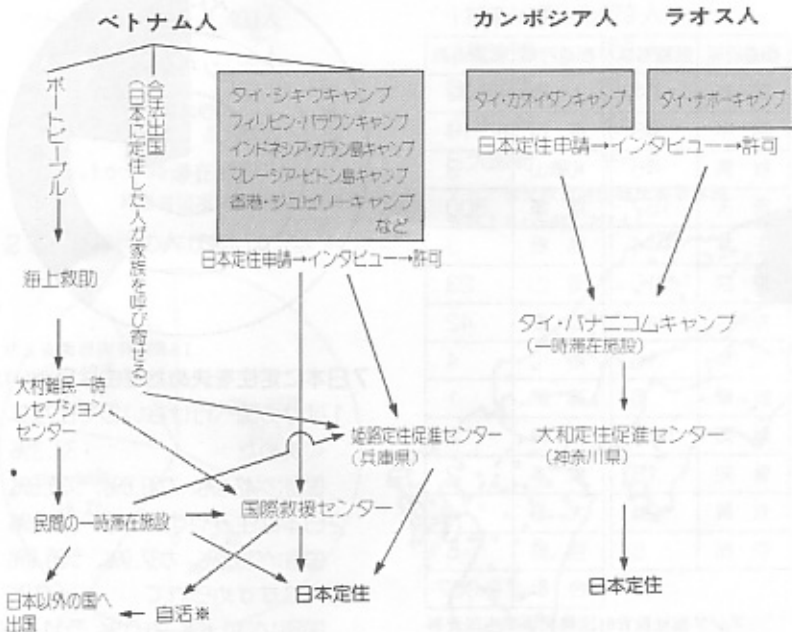 ベトナム人
カンボジア人
ラオス人
ボートピープル
合法出国
(日本に定住した人が家族を呼び寄せる)
タイ・シキウキャンプ
フィリピン・パラワンキャンプ
インドネシア・ガラン島キャンプ
マレーシア・ビドン島キャンプ
香港・ジュビリーキャンプ
など
日本定住申請→インタビュー→許可
タイ・カオイダンキャンプ
タイ・ナポーキャンプ
日本定住申請→インタビュー→許可
海上救助
タイ・パナニコムキャンプ
(一時滞在施設)
大村難民一時
レセプション
センター
姫路定住促進センター
(兵庫県)
大和定住促進センター
(神奈川県)
民間の一時滞在施設
国際救援センター
日本以外の国へ
出国
自活※
日本定住
日本定住